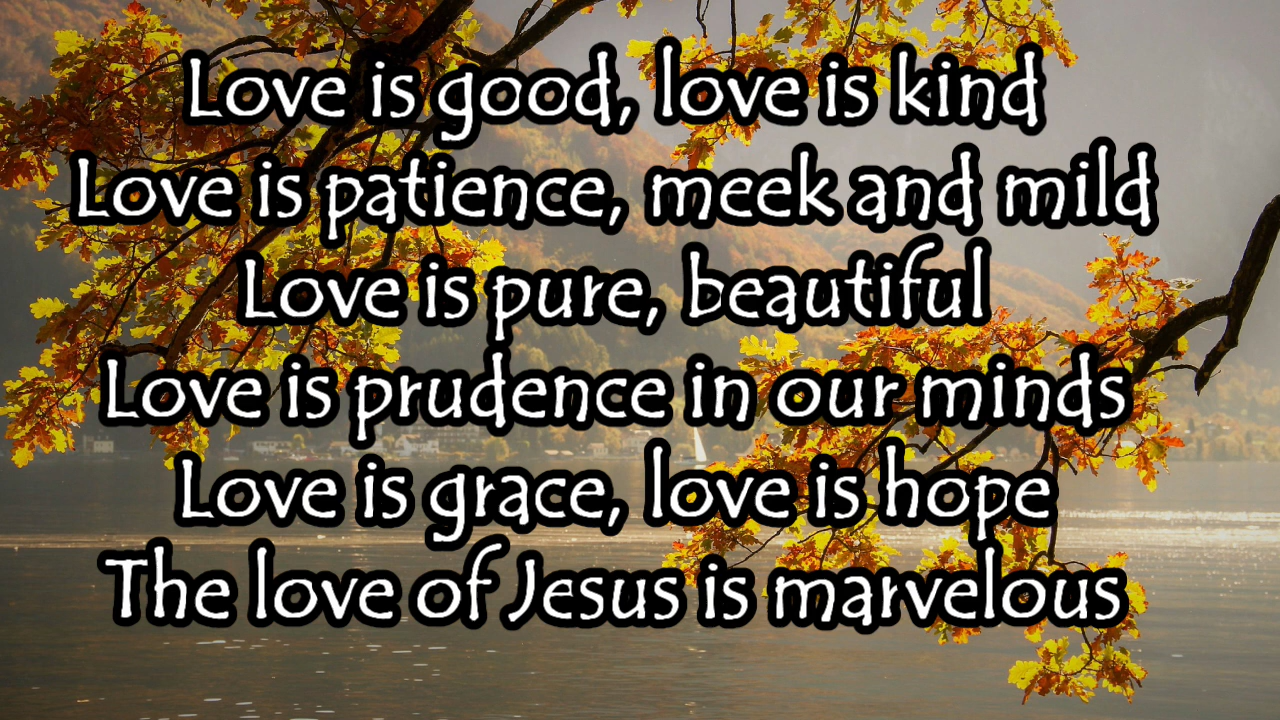 Love is good, love is kind
Love is patience, meek and mild
Love is pure, beautiful
Love is prudence in our minds
Love is grace, love is hope
The love of Jesus is marvelous